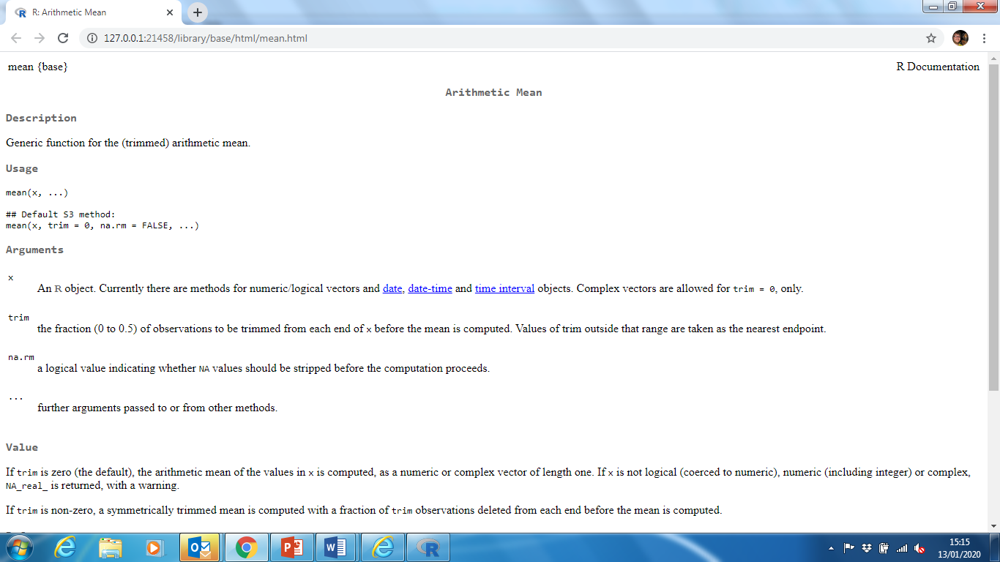 R: Arithmetic Mean
127.0.0.1:21458/library/base/html/mean.html
mean {base}
R Documentation
Arithmetic Mean
Description
Generic function for the (trimmed) arithmetic mean.
Usage
mean(x, ...)
## Default S3 method:
mean(x, trim = 0, na.rm = FALSE, ...)
Arguments
x
An R object. Currently there are methods for numeric/logical vectors and date, date-time and time interval objects. Complex vectors are allowed for trim = 0, only.
trim
the fraction (0 to 0.5) of observations to be trimmed from each end of x before the mean is computed. Values of trim outside that range are taken as the nearest endpoint.
na.rm
a logical value indicating whether NA values should be stripped before the computation proceeds.
...
further arguments passed to or from other methods.
Value
If trim is zero (the default), the arithmetic mean of the values in x is computed, as a numeric or complex vector of length one. If x is not logical (coerced to numeric), numeric (including integer) or complex,
NA_real_ is returned, with a warning.
If trim is non-zero, a symmetrically trimmed mean is computed with a fraction of trim observations deleted from each end before the mean is computed.
15:15
13/01/2020